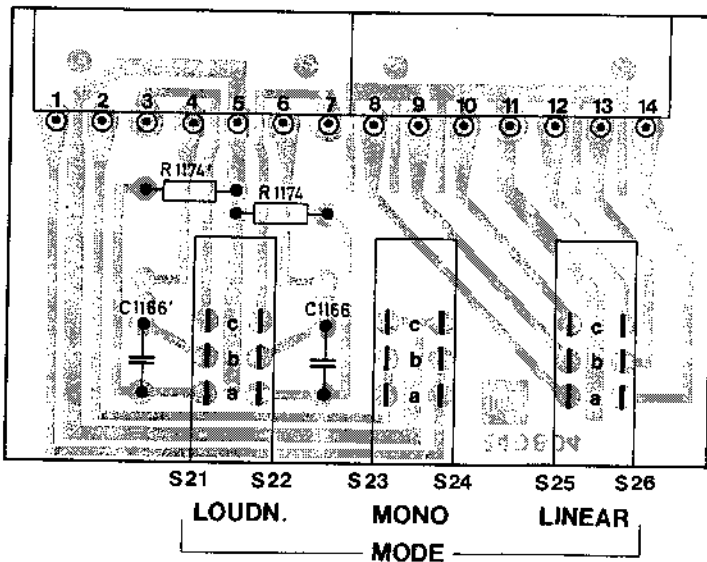 1 2 3 4 5 6 7 8 9 10 11 12 13 14
R 1174'
R 1174
C1166'
C1166
c c c
b b b
a a a
S21 S22 S23 S24 S25 S26
LOUDN. MONO LINEAR
MODE